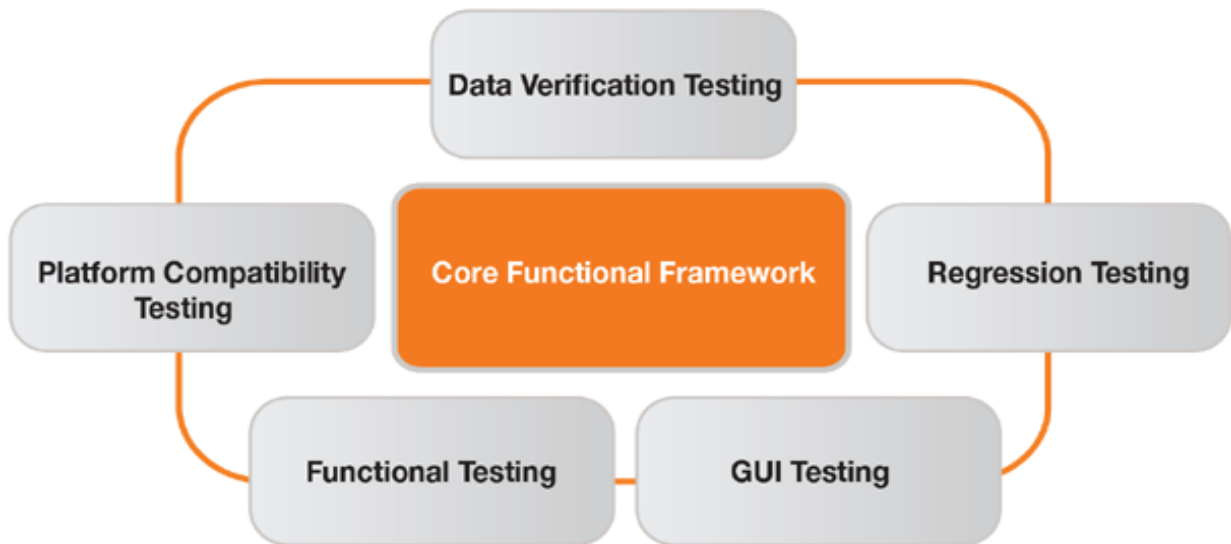 Data Verification Testing
Platform Compatibility
Testing
Core Functional Framework
Regression Testing
Functional Testing
GUI Testing